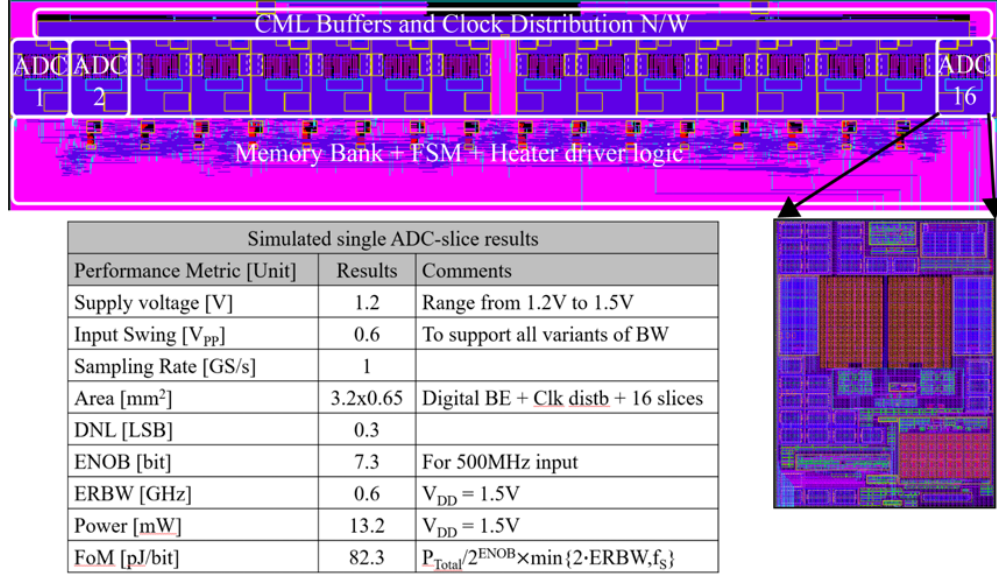 CML Buffers and Clock Distribution N/W
ADC 1
ADC 2
ADC 16
Memory Bank + FSM + Heater driver logic
Simulated single ADC-slice results
Performance Metric [Unit] Results Comments
Supply voltage [V] 1.2 Range from 1.2V to 1.5V
Input Swing [VPP] 0.6 To support all variants of BW
Sampling Rate [GS/s] 1
Area [mm²] 3.2x0.65 Digital BE + Clk distb + 16 slices
DNL [LSB] 0.3
ENOB [bit] 7.3 For 500MHz input
ERBW [GHz] 0.6 VDD = 1.5V
Power [mW] 13.2 VDD = 1.5V
FoM [pJ/bit] 82.3 PTotal/2^ENOB×min{2·ERBW,fS}